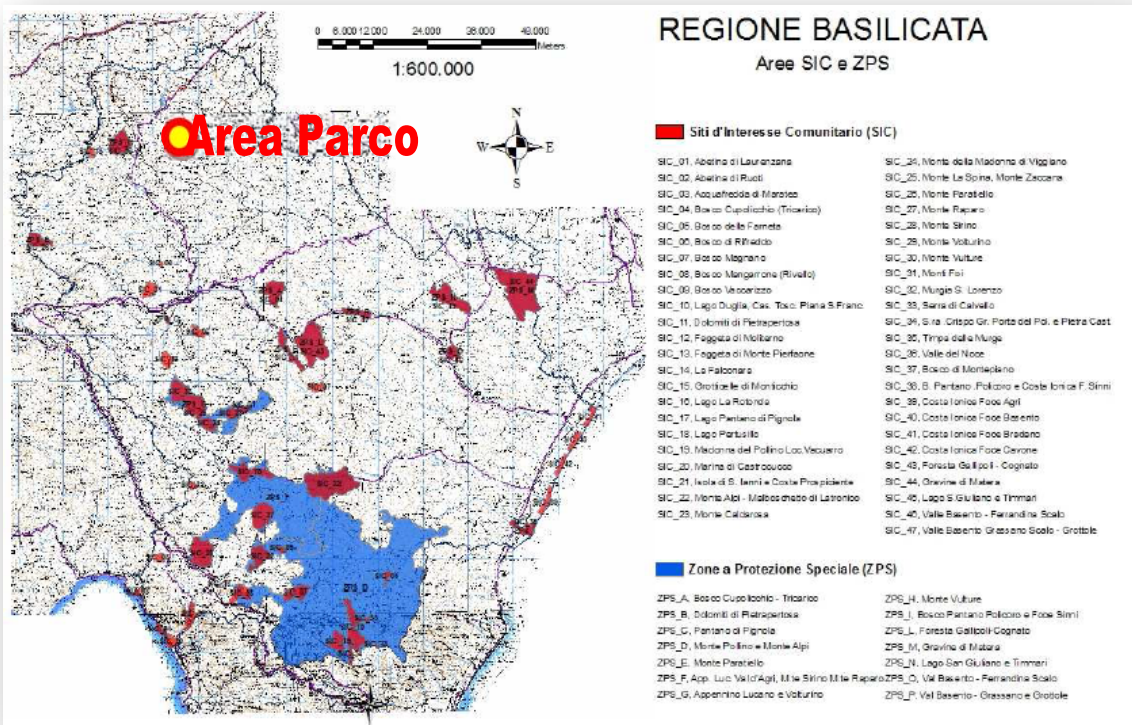 0 6.000 12.000 24.000 36.000 48.000
Meters
1:600.000
N
W E
S
Area Parco
REGIONE BASILICATA
Aree SIC e ZPS
Siti d'Interesse Comunitario (SIC)
SIC_01, Abetina di Laurenzana
SIC_02, Abetina di Ruoti
SIC_03, Acquafredda di Maratea
SIC_04, Bosco Cupolicchio (Tricarico)
SIC_05, Bosco della Farneta
SIC_06, Bosco di Rifreddo
SIC_07, Bosco Magnano
SIC_08, Bosco Mangarrone (Rivello)
SIC_09, Bosco Vaccarizzo
SIC_10, Lago Duglia, Cas. Tosc. Piana S.Franc.
SIC_11, Dolomiti di Pietrapertosa
SIC_12, Faggeta di Moliterno
SIC_13, Faggeta di Monte Pierfaone
SIC_14, La Falconara
SIC_15, Grotticelle di Monticchio
SIC_16, Lago La Rotonda
SIC_17, Lago Pantano di Pignola
SIC_18, Lago Pertusillo
SIC_19, Madonna del Pollino Loc.Vacuarro
SIC_20, Marina di Castrocucco
SIC_21, Isola di S. Ianni e Costa Prospiciente
SIC_22, Monte Alpi - Malboschetto di Latronico
SIC_23, Monte Caldarosa
SIC_24, Monte della Madonna di Viggiano
SIC_25, Monte La Spina, Monte Zaccana
SIC_26, Monte Paratiello
SIC_27, Monte Raparo
SIC_28, Monte Sirino
SIC_29, Monte Volturino
SIC_30, Monte Vulture
SIC_31, Monti Foi
SIC_32, Murgia S. Lorenzo
SIC_33, Serra di Calvello
SIC_34, S.ra .Crispo Gr. Porta del Pol. e Pietra Cast
SIC_35, Timpa delle Murge
SIC_36, Valle del Noce
SIC_37, Bosco di Montepiano
SIC_38, B. Pantano .Policoro e Costa Ionica F. Sinni
SIC_39, Costa Ionica Foce Agri
SIC_40, Costa Ionica Foce Basento
SIC_41, Costa Ionica Foce Bradano
SIC_42, Costa Ionica Foce Cavone
SIC_43, Foresta Gallipoli - Cognato
SIC_44, Gravine di Matera
SIC_45, Lago S.Giuliano e Timmari
SIC_46, Valle Basento - Ferrandina Scalo
SIC_47, Valle Basento Grassano Scalo - Grottole
Zone a Protezione Speciale (ZPS)
ZPS_A, Bosco Cupolicchio - Tricarico
ZPS_B, Dolomiti di Pietrapertosa
ZPS_C, Pantano di Pignola
ZPS_D, Monte Pollino e Monte Alpi
ZPS_E, Monte Paratiello
ZPS_F, App. Luc. Val d'Agri, M.te Sirino M.te Raparo
ZPS_G, Appennino Lucano e Volturino
ZPS_H, Monte Vulture
ZPS_I, Bosco Pantano Policoro e Foce Sinni
ZPS_L, Foresta Gallipoli-Cognato
ZPS_M, Gravine di Matera
ZPS_N, Lago San Giuliano e Timmari
ZPS_O, Val Basento - Ferrandina Scalo
ZPS_P, Val Basento - Grassano e Grottole